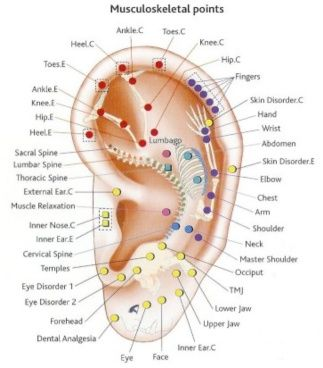 Musculoskeletal points
Ankle.C
Toes.C
Heel.C
Knee.C
Toes.E
Hip.C
Fingers
Ankle.E
Skin Disorder.C
Knee.E
Hand
Hip.E
Wrist
Heel.E
Lumbago
Abdomen
Sacral Spine
Skin Disorder.E
Lumbar Spine
Thoracic Spine
Elbow
External Ear.C
Chest
Muscle Relaxation
Arm
Inner Nose.C
Shoulder
Inner Ear.E
Neck
Cervical Spine
Master Shoulder
Temples
Occiput
Eye Disorder 1
TMJ
Eye Disorder 2
Lower Jaw
Forehead
Upper Jaw
Dental Analgesia
Inner Ear.C
Eye
Face